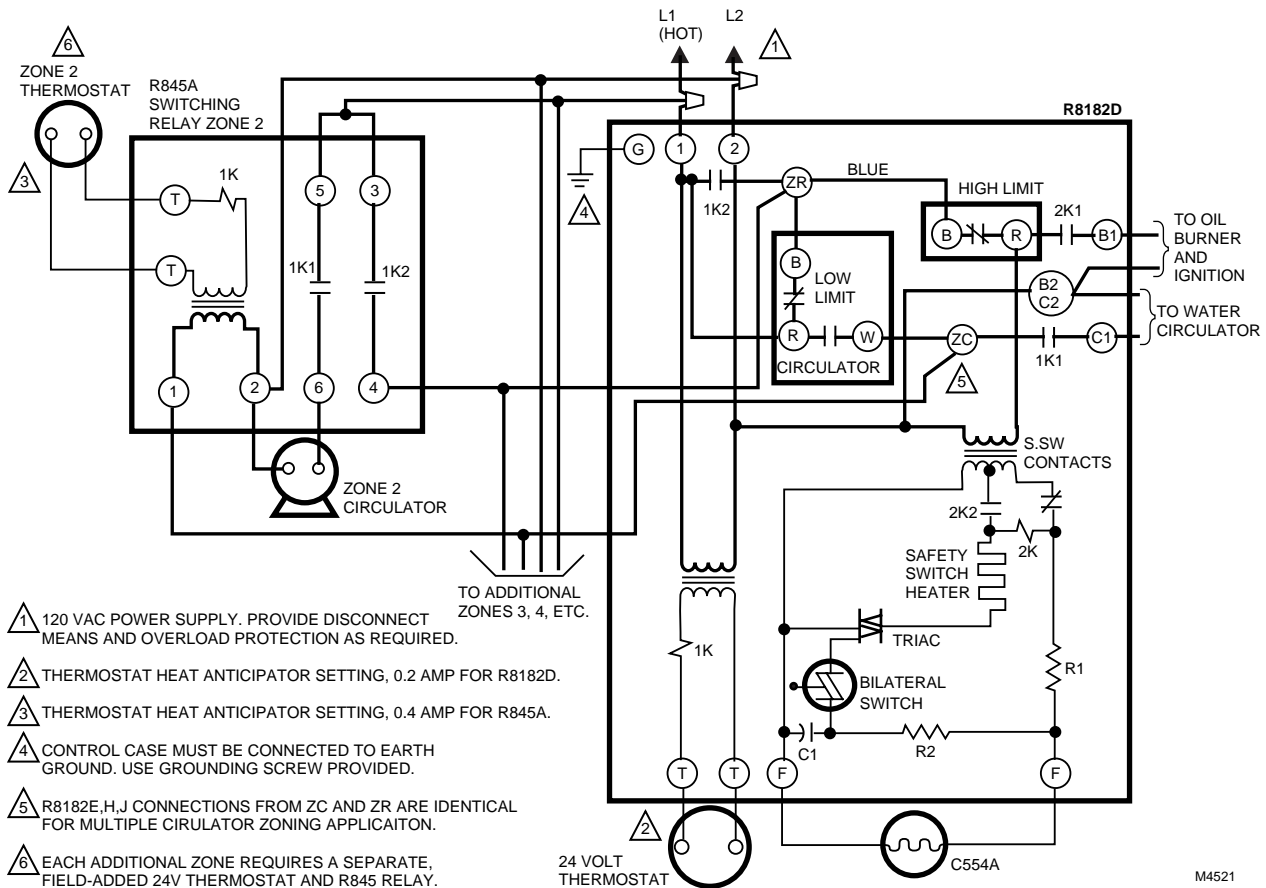 L1
(HOT)
L2
1
6
ZONE 2
THERMOSTAT
R845A
SWITCHING
RELAY ZONE 2
3
R8182D
G
1
2
4
1K
T
T
5
3
1K1
1K2
1
2
6
4
ZONE 2
CIRCULATOR
1K2
ZR
BLUE
HIGH LIMIT
B
R
2K1
B1
TO OIL
BURNER
AND
IGNITION
B
LOW
LIMIT
R
W
CIRCULATOR
B2
C2
TO WATER
CIRCULATOR
ZC
1K1
C1
5
S.SW
CONTACTS
2K2
2K
SAFETY
SWITCH
HEATER
TRIAC
BILATERAL
SWITCH
R1
C1
R2
1K
T
T
F
F
TO ADDITIONAL
ZONES 3, 4, ETC.
2
24 VOLT
THERMOSTAT
C554A
1 120 VAC POWER SUPPLY. PROVIDE DISCONNECT
MEANS AND OVERLOAD PROTECTION AS REQUIRED.
2 THERMOSTAT HEAT ANTICIPATOR SETTING, 0.2 AMP FOR R8182D.
3 THERMOSTAT HEAT ANTICIPATOR SETTING, 0.4 AMP FOR R845A.
4 CONTROL CASE MUST BE CONNECTED TO EARTH
GROUND. USE GROUNDING SCREW PROVIDED.
5 R8182E,H,J CONNECTIONS FROM ZC AND ZR ARE IDENTICAL
FOR MULTIPLE CIRULATOR ZONING APPLICAITON.
6 EACH ADDITIONAL ZONE REQUIRES A SEPARATE,
FIELD-ADDED 24V THERMOSTAT AND R845 RELAY.
M4521